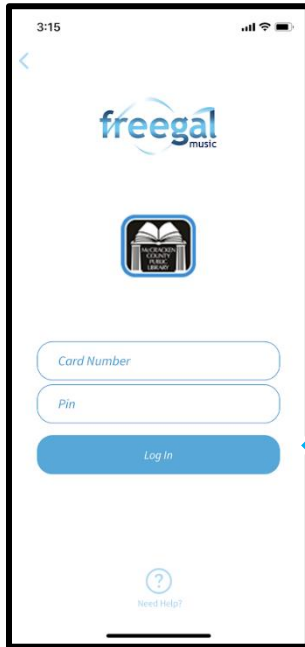 3:15
freegal
music
McCRACKEN
COUNTY
PUBLIC
LIBRARY
Card Number
Pin
Log In
?
Need Help?